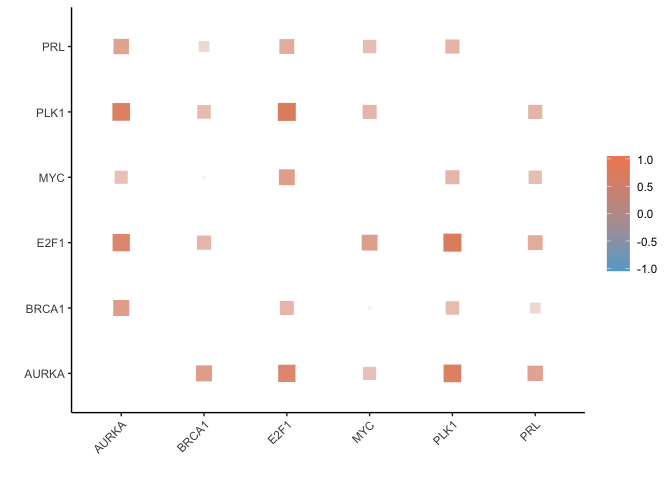 PRL
PLK1
MYC
E2F1
BRCA1
AURKA
AURKA
BRCA1
E2F1
MYC
PLK1
PRL
1.0
0.5
0.0
-0.5
-1.0